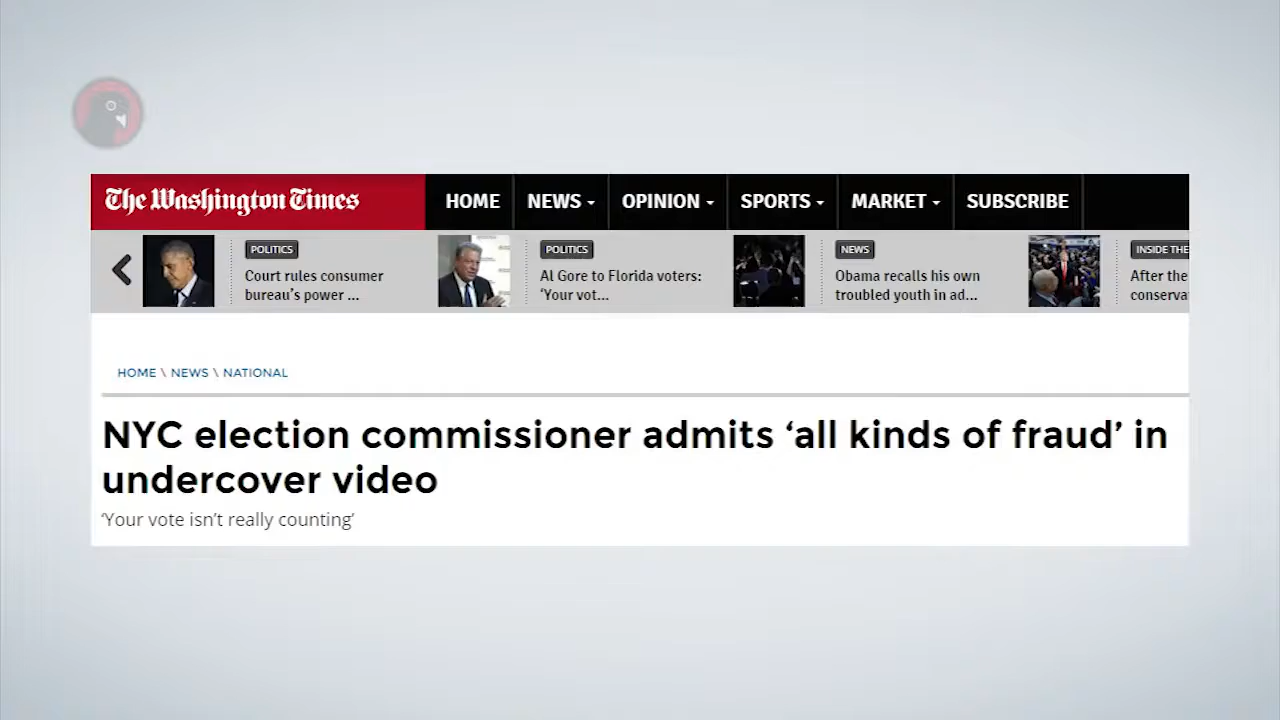 The Washington Times
HOME NEWS OPINION SPORTS MARKET SUBSCRIBE
POLITICS
Court rules consumer
bureau's power ...
POLITICS
Al Gore to Florida voters:
‘Your vot...
NEWS
Obama recalls his own
troubled youth in ad...
INSIDE THE
After the
conserva
HOME \ NEWS \ NATIONAL
NYC election commissioner admits ‘all kinds of fraud’ in
undercover video
‘Your vote isn’t really counting’